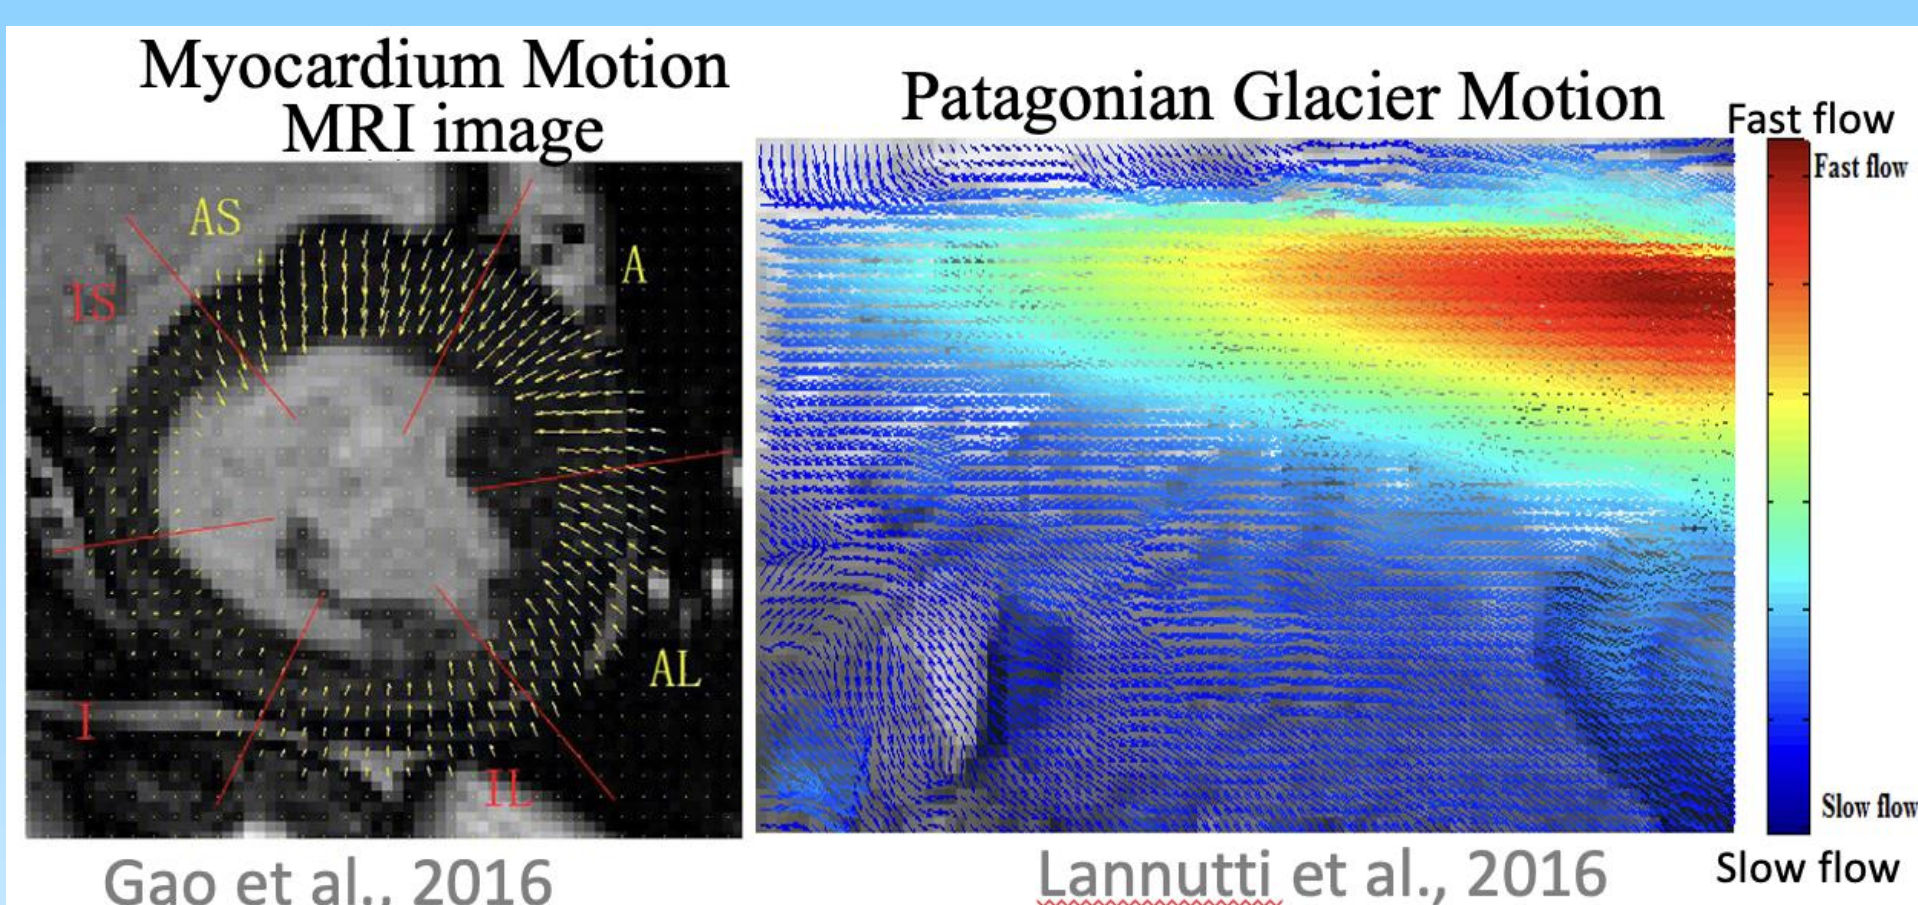 Myocardium Motion
MRI image
AS
A
IS
AL
I
IL
Gao et al., 2016
Patagonian Glacier Motion
Fast flow
Fast flow
Slow flow
Slow flow
Lannutti et al., 2016